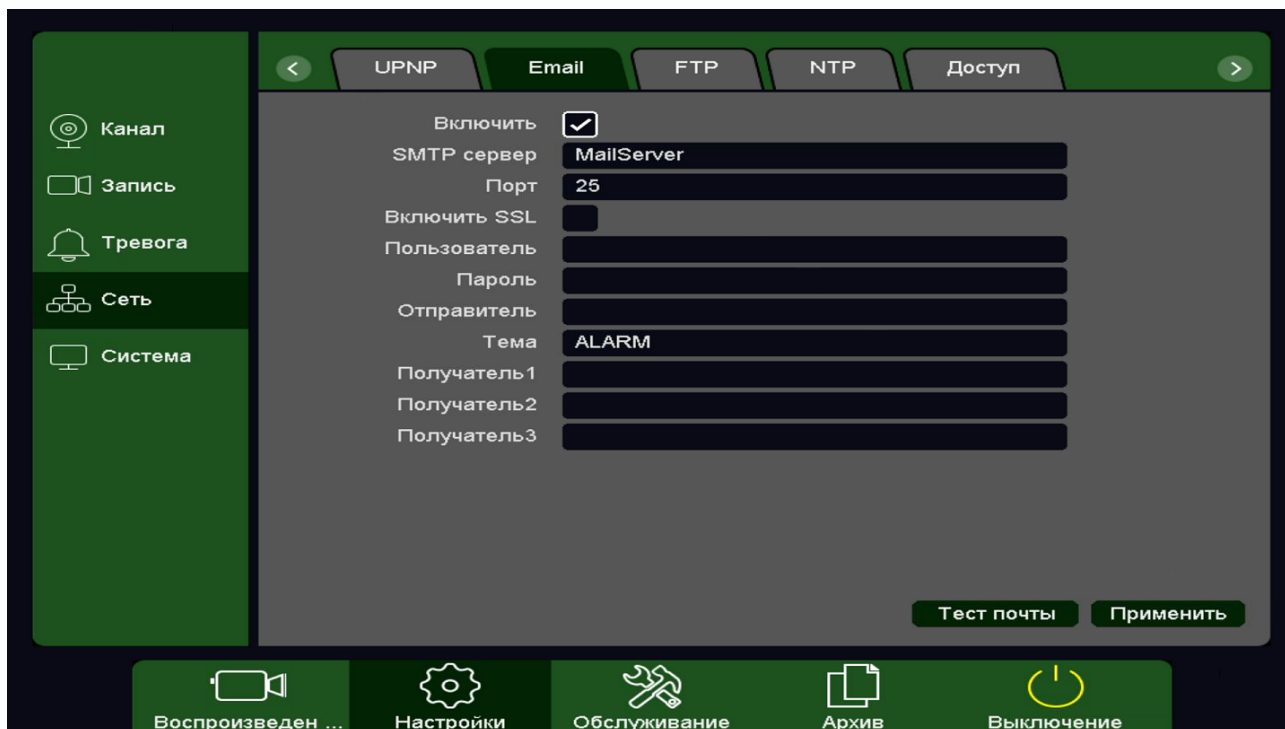 UPNP Email FTP NTP Доступ
Канал
Запись
Тревога
Сеть
Система
Включить
SMTP сервер MailServer
Порт 25
Включить SSL
Пользователь
Пароль
Отправитель
Тема ALARM
Получатель1
Получатель2
Получатель3
Тест почты Применить
Воспроизведен ... Настройки Обслуживание Архив Выключение